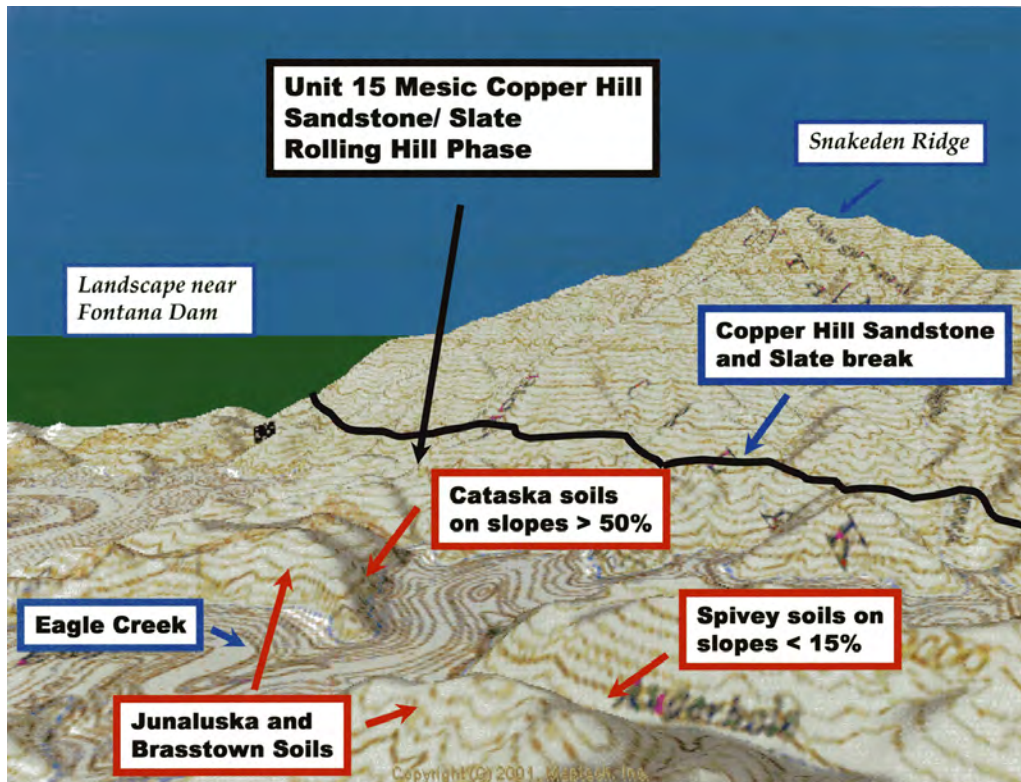 Unit 15 Mesic Copper Hill
Sandstone/ Slate
Rolling Hill Phase
Snakeden Ridge
Landscape near
Fontana Dam
Copper Hill Sandstone
and Slate break
Cataska soils
on slopes > 50%
Eagle Creek
Spivey soils on
slopes < 15%
Junaluska and
Brasstown Soils
Copyright (C) 2001, Maptech, Inc.